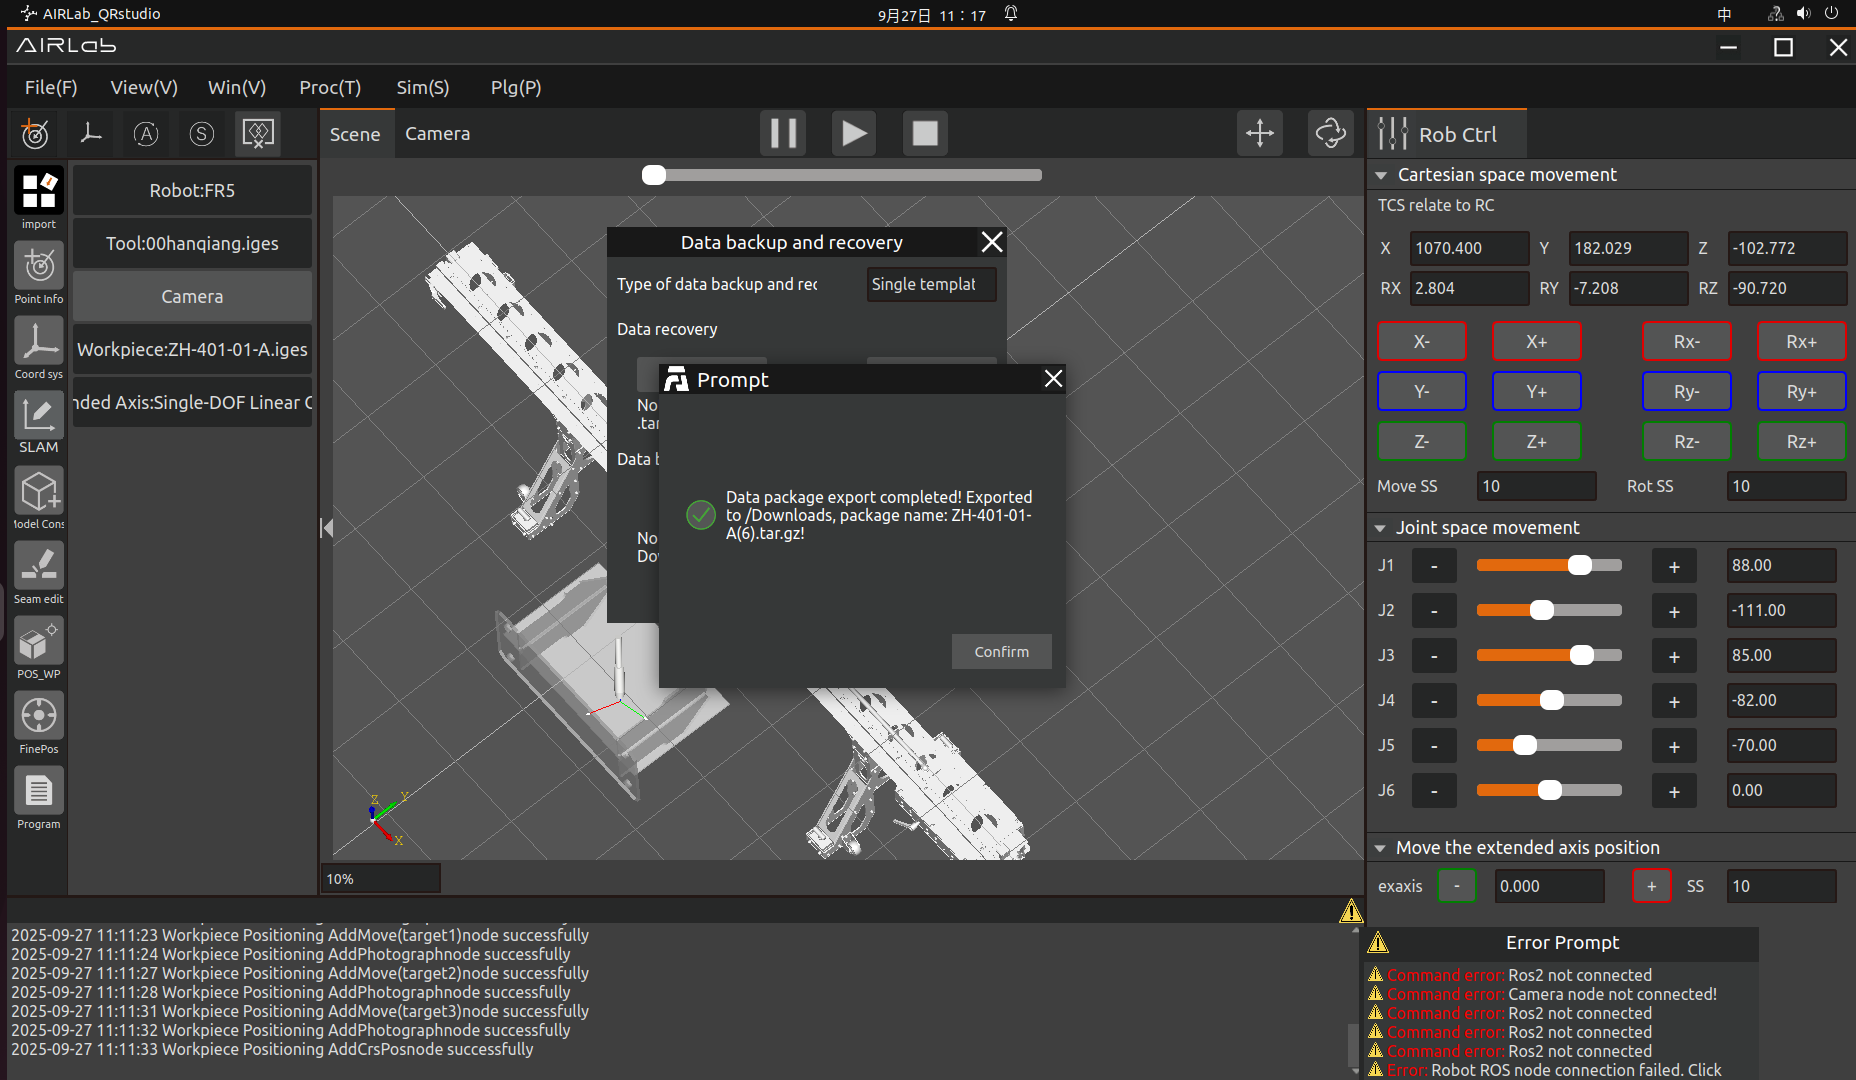 AIRLab_QRstudio
9月27日 11：17
中
AIRLab
File(F) View(V) Win(V) Proc(T) Sim(S) Plg(P)
A
S
Scene
Camera
Rob Ctrl
import
Point Info
Coord sys
SLAM
Model Cons
Seam edit
POS_WP
FinePos
Program
Robot:FR5
Tool:00hanqiang.iges
Camera
Workpiece:ZH-401-01-A.iges
nded Axis:Single-DOF Linear
Data backup and recovery
Type of data backup and rec
Single templat
Data recovery
No
.tar
Data b
No
Dow
Prompt
Data package export completed! Exported
to /Downloads, package name: ZH-401-01-
A(6).tar.gz!
Confirm
Z
Y
X
10%
Cartesian space movement
TCS relate to RC
X 1070.400 Y 182.029 Z -102.772
RX 2.804 RY -7.208 RZ -90.720
X- X+ Rx- Rx+
Y- Y+ Ry- Ry+
Z- Z+ Rz- Rz+
Move SS 10 Rot SS 10
Joint space movement
J1 - + 88.00
J2 - + -111.00
J3 - + 85.00
J4 - + -82.00
J5 - + -70.00
J6 - + 0.00
Move the extended axis position
exaxis - 0.000 + SS 10
2025-09-27 11:11:23 Workpiece Positioning AddMove(target1)node successfully
2025-09-27 11:11:24 Workpiece Positioning AddPhotographnode successfully
2025-09-27 11:11:27 Workpiece Positioning AddMove(target2)node successfully
2025-09-27 11:11:28 Workpiece Positioning AddPhotographnode successfully
2025-09-27 11:11:31 Workpiece Positioning AddMove(target3)node successfully
2025-09-27 11:11:32 Workpiece Positioning AddPhotographnode successfully
2025-09-27 11:11:33 Workpiece Positioning AddCrsPosnode successfully
Error Prompt
Command error: Ros2 not connected
Command error: Camera node not connected!
Command error: Ros2 not connected
Command error: Ros2 not connected
Command error: Ros2 not connected
Error: Robot ROS node connection failed. Click